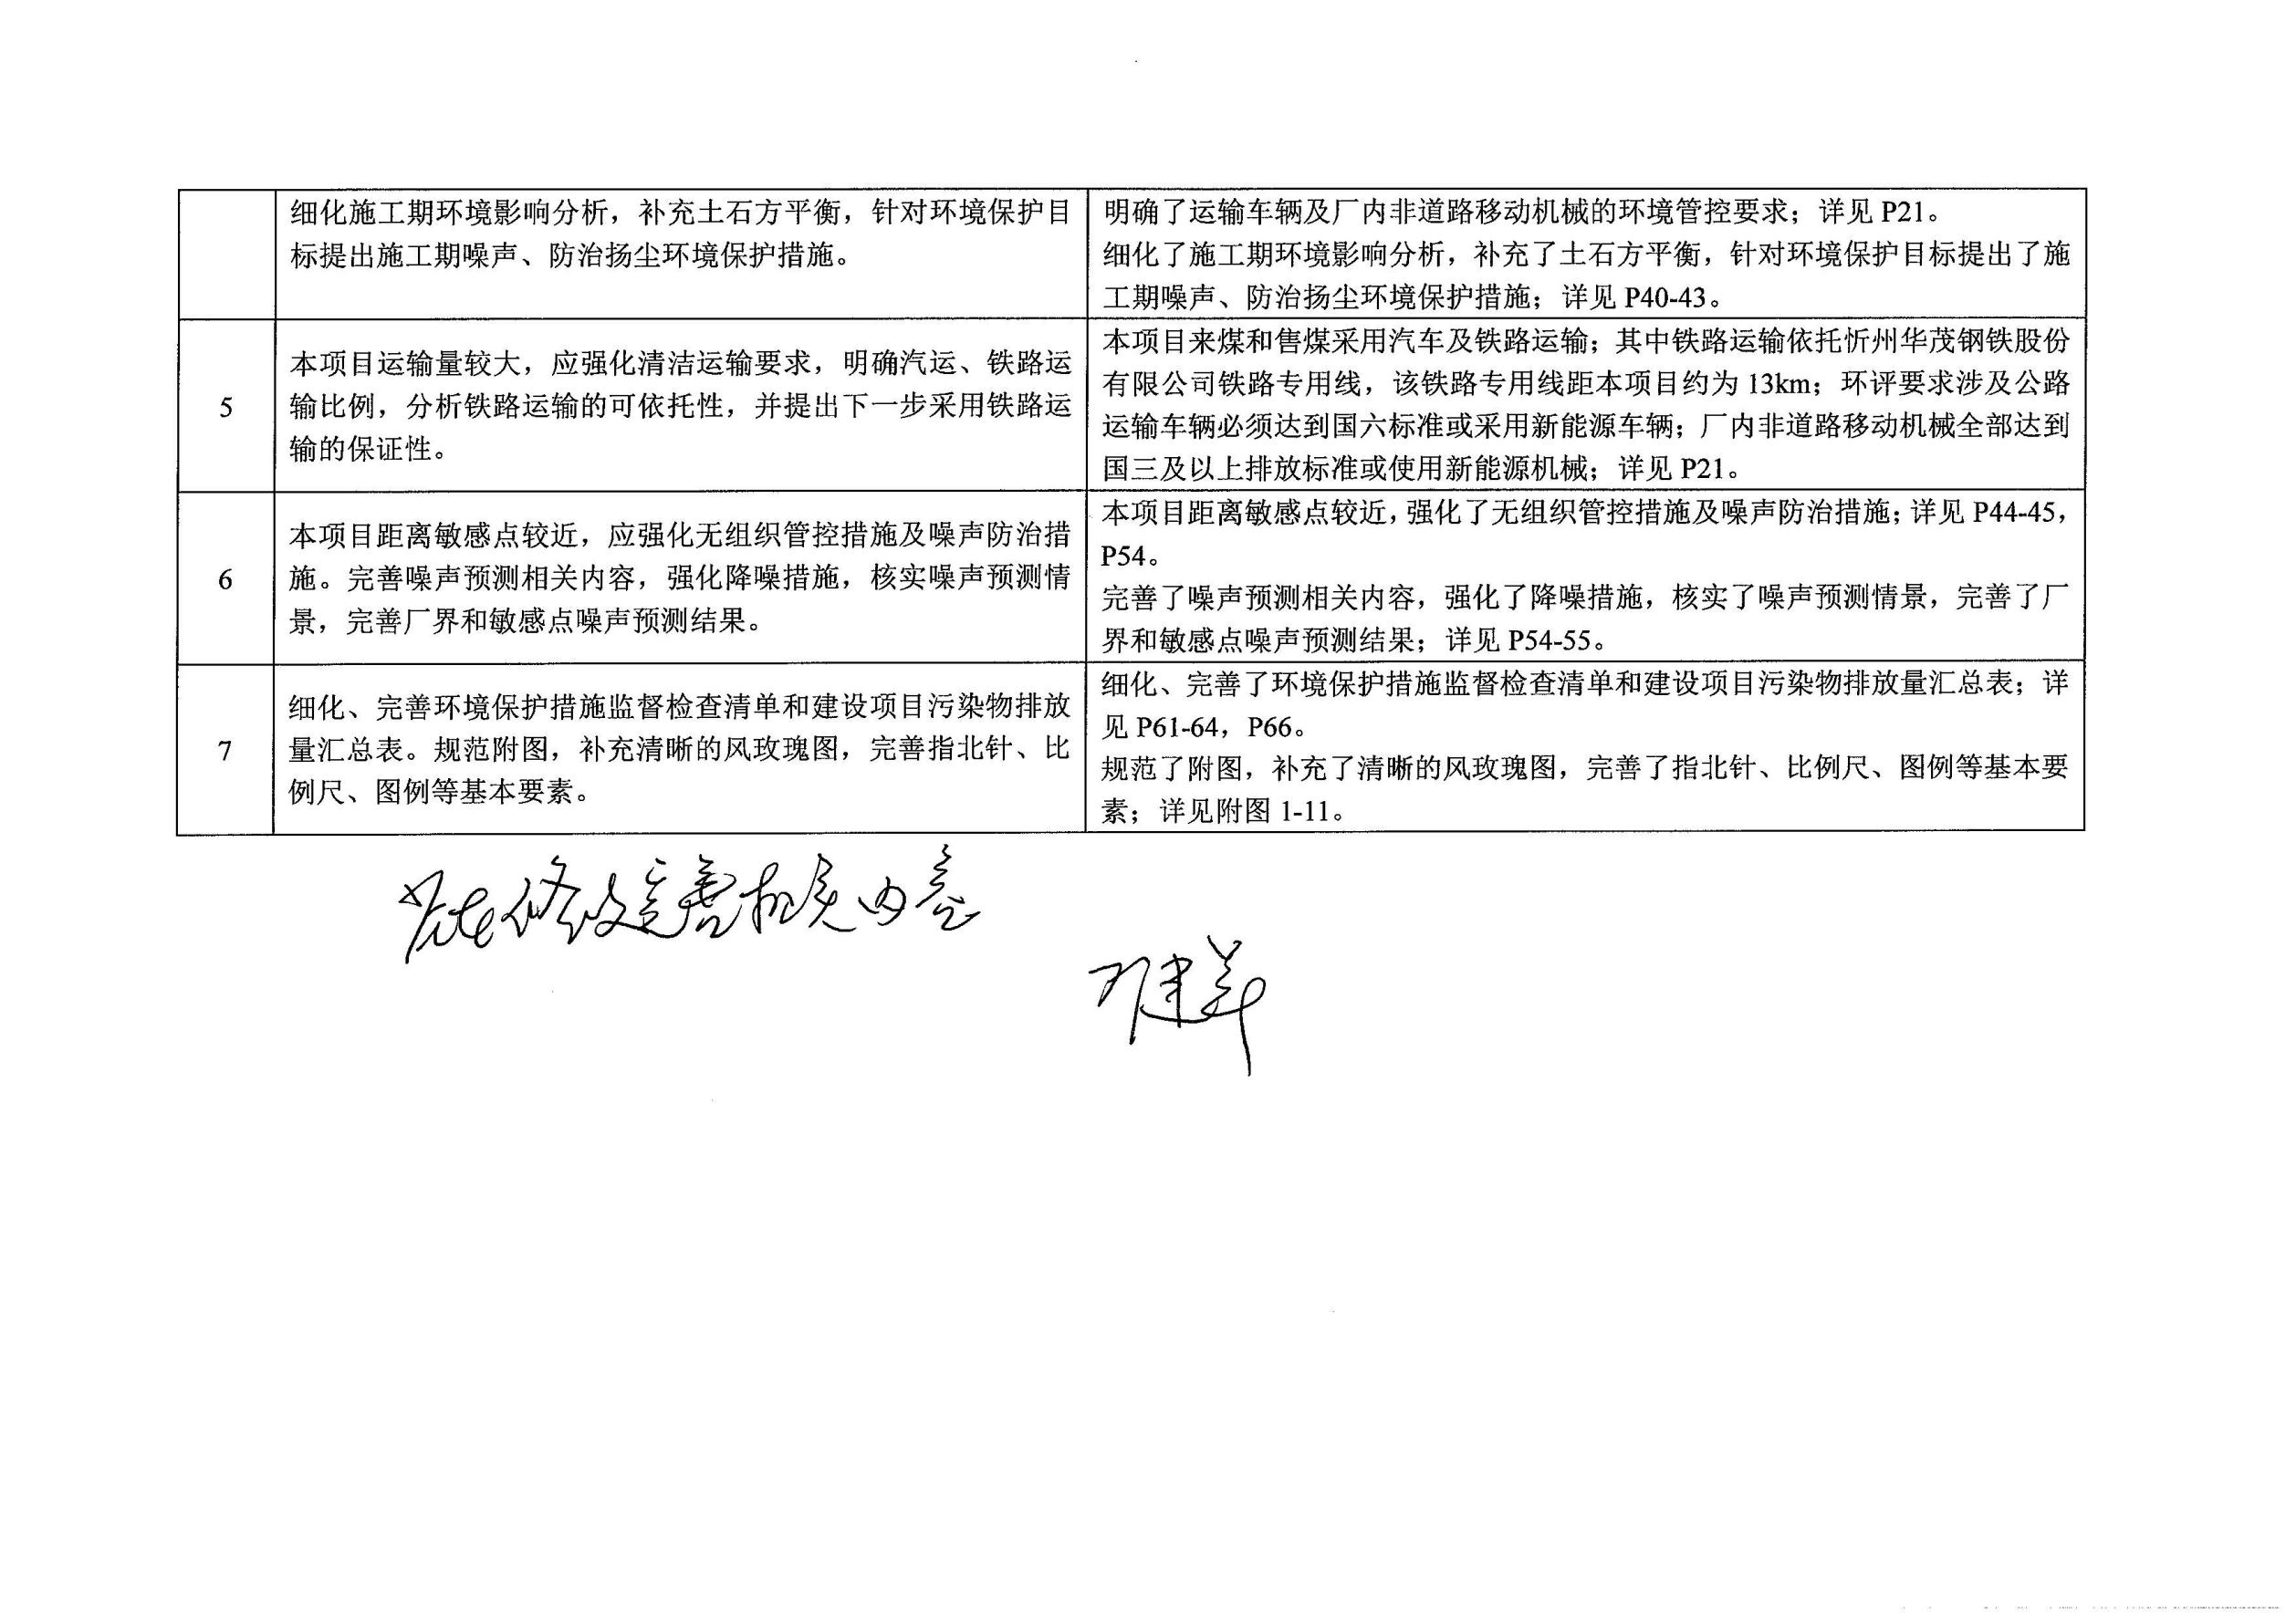 细化施工期环境影响分析，补充土石方平衡，针对环境保护目
标提出施工期噪声、防治扬尘环境保护措施。
明确了运输车辆及厂内非道路移动机械的环境管控要求；详见 P21。
细化了施工期环境影响分析，补充了土石方平衡，针对环境保护目标提出了施
工期噪声、防治扬尘环境保护措施；详见 P40-43。
5
本项目运输量较大，应强化清洁运输要求，明确汽运、铁路运
输比例，分析铁路运输的可依托性，并提出下一步采用铁路运
输的保证性。
本项目来煤和售煤采用汽车及铁路运输；其中铁路运输依托忻州华茂钢铁股份
有限公司铁路专用线，该铁路专用线距本项目约为 13km；环评要求涉及公路
运输车辆必须达到国六标准或采用新能源车辆；厂内非道路移动机械全部达到
国三及以上排放标准或使用新能源机械；详见 P21。
6
本项目距离敏感点较近，应强化无组织管控措施及噪声防治措
施。完善噪声预测相关内容，强化降噪措施，核实噪声预测情
景，完善厂界和敏感点噪声预测结果。
本项目距离敏感点较近，强化了无组织管控措施及噪声防治措施；详见 P44-45，
P54。
完善了噪声预测相关内容，强化了降噪措施，核实了噪声预测情景，完善了厂
界和敏感点噪声预测结果；详见 P54-55。
7
细化、完善环境保护措施监督检查清单和建设项目污染物排放
量汇总表。规范附图，补充清晰的风玫瑰图，完善指北针、比
例尺、图例等基本要素。
细化、完善了环境保护措施监督检查清单和建设项目污染物排放量汇总表；详
见 P61-64，P66。
规范了附图，补充了清晰的风玫瑰图，完善了指北针、比例尺、图例等基本要
素；详见附图 1-11。
修改完善相关内容